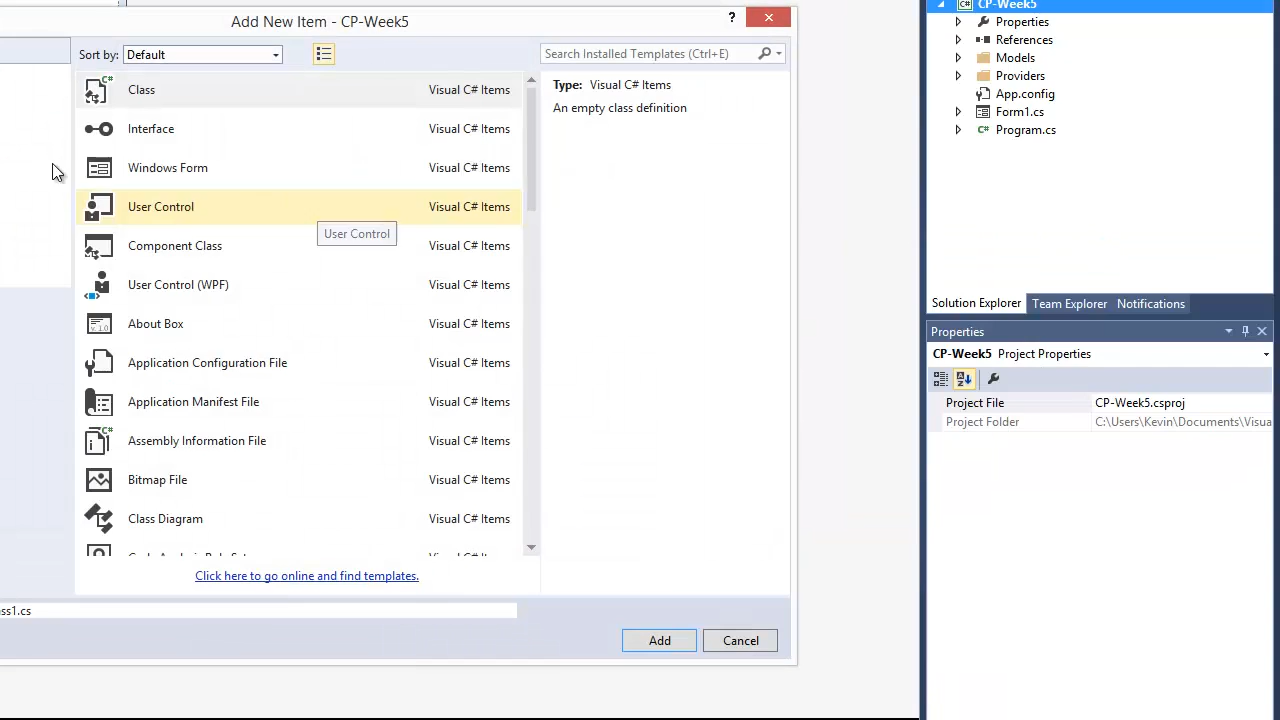 Add New Item - CP-Week5
?
Sort by: Default
Search Installed Templates (Ctrl+E)
Class Visual C# Items
Interface Visual C# Items
Windows Form Visual C# Items
User Control Visual C# Items
User Control
Component Class Visual C# Items
User Control (WPF) Visual C# Items
About Box Visual C# Items
Application Configuration File Visual C# Items
Application Manifest File Visual C# Items
Assembly Information File Visual C# Items
Bitmap File Visual C# Items
Class Diagram Visual C# Items
Type: Visual C# Items
An empty class definition
Click here to go online and find templates.
ss1.cs
Add
Cancel
CP-Week5
Properties
References
Models
Providers
App.config
Form1.cs
Program.cs
Solution Explorer Team Explorer Notifications
Properties
CP-Week5 Project Properties
Project File CP-Week5.csproj
Project Folder C:\Users\Kevin\Documents\Visua